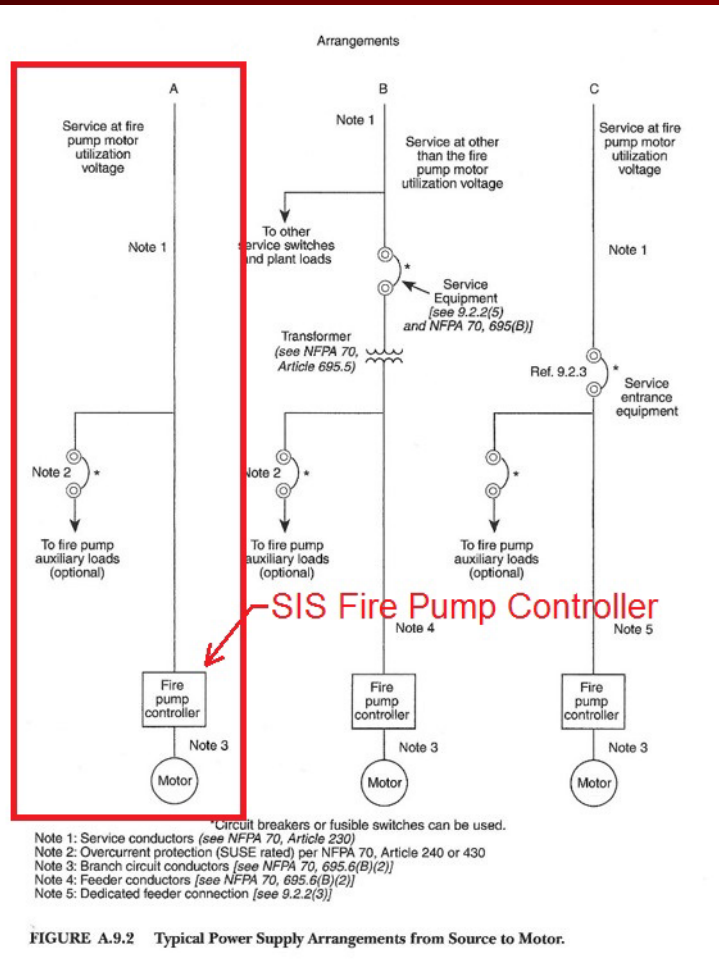 Arrangements
A
Service at fire
pump motor
utilization
voltage
Note 1
Note 2
*
To fire pump
auxiliary loads
(optional)
Fire
pump
controller
Note 3
Motor
B
Note 1
Service at other
than the fire
pump motor
utilization voltage
To other
service switches
and plant loads
*
Service
Equipment
[see 9.2.2(5)
and NFPA 70, 695(B)]
Transformer
(see NFPA 70,
Article 695.5)
Note 2
*
To fire pump
auxiliary loads
(optional)
SIS Fire Pump Controller
Note 4
Fire
pump
controller
Note 3
Motor
C
Service at fire
pump motor
utilization
voltage
Note 1
Ref. 9.2.3
*
Service
entrance
equipment
*
To fire pump
auxiliary loads
(optional)
Note 5
Fire
pump
controller
Note 3
Motor
*Circuit breakers or fusible switches can be used.
Note 1: Service conductors (see NFPA 70, Article 230)
Note 2: Overcurrent protection (SUSE rated) per NFPA 70, Article 240 or 430
Note 3: Branch circuit conductors [see NFPA 70, 695.6(B)(2)]
Note 4: Feeder conductors [see NFPA 70, 695.6(B)(2)]
Note 5: Dedicated feeder connection [see 9.2.2(3)]
FIGURE A.9.2 Typical Power Supply Arrangements from Source to Motor.